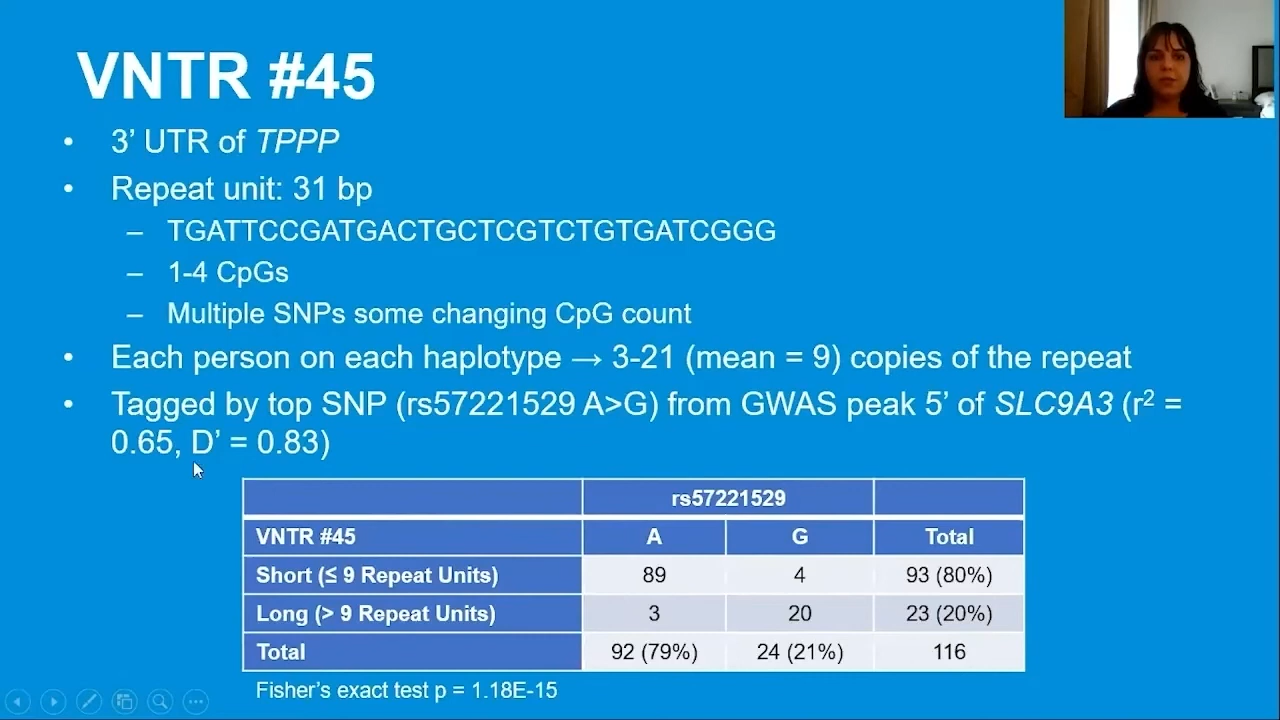 VNTR #45
• 3’ UTR of TPPP
• Repeat unit: 31 bp
– TGATTCCGATGACTGCTCGTCTGTGATCGGG
– 1-4 CpGs
– Multiple SNPs some changing CpG count
• Each person on each haplotype → 3-21 (mean = 9) copies of the repeat
• Tagged by top SNP (rs57221529 A>G) from GWAS peak 5’ of SLC9A3 (r² =
0.65, D’ = 0.83)
rs57221529
VNTR #45 A G Total
Short (≤ 9 Repeat Units) 89 4 93 (80%)
Long (> 9 Repeat Units) 3 20 23 (20%)
Total 92 (79%) 24 (21%) 116
Fisher’s exact test p = 1.18E-15